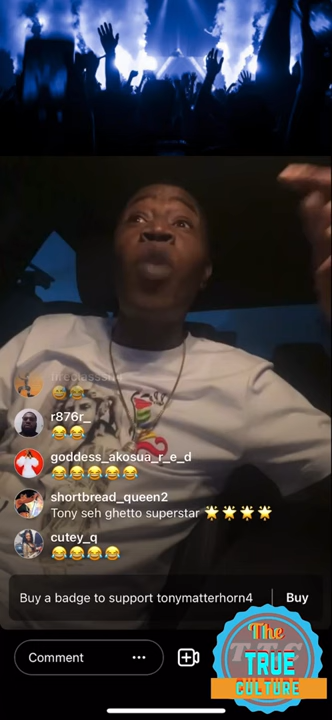 r876r_
😂😂
goddess_akosua_r_e_d
😂😂😂😂😂
shortbread_queen2
Tony seh ghetto superstar 🌟🌟🌟🌟
cutey_q
😂😂😂😂
Buy a badge to support tonymatterhorn4
Buy
Comment
The
T.T.C
TRUE
CULTURE